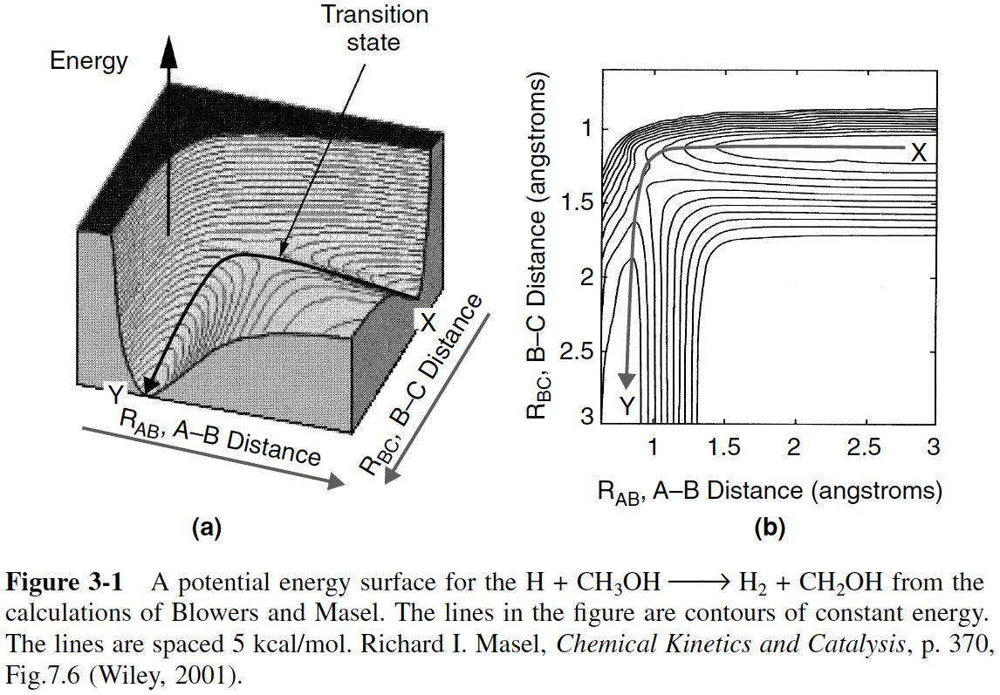 Transition
state
Energy
X
Y
R_AB, A–B Distance
R_BC, B–C Distance
(a)
R_BC, B–C Distance (angstroms)
1
1.5
2
2.5
3
X
Y
1 1.5 2 2.5 3
R_AB, A–B Distance (angstroms)
(b)
Figure 3-1 A potential energy surface for the H + CH₃OH ⟶ H₂ + CH₂OH from the
calculations of Blowers and Masel. The lines in the figure are contours of constant energy.
The lines are spaced 5 kcal/mol. Richard I. Masel, Chemical Kinetics and Catalysis, p. 370,
Fig.7.6 (Wiley, 2001).